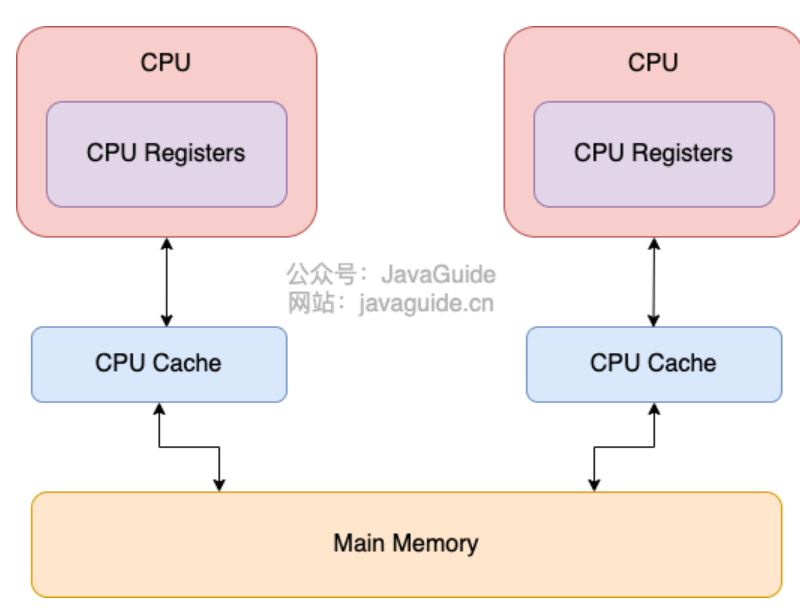 CPU
CPU
CPU Registers
CPU Registers
公众号：JavaGuide
网站：javaguide.cn
CPU Cache
CPU Cache
Main Memory